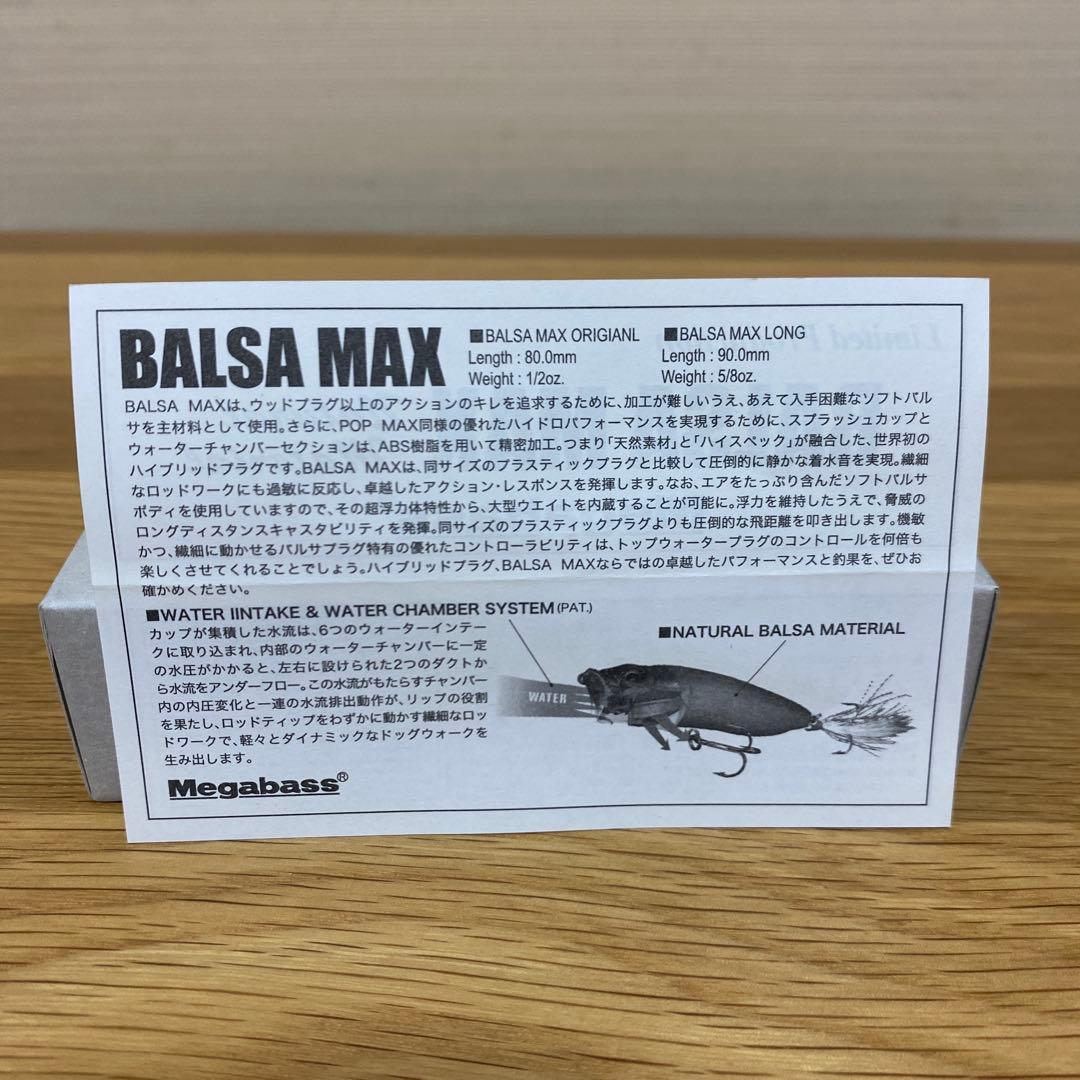 BALSA MAX
■BALSA MAX ORIGIANL
Length : 80.0mm
Weight : 1/2oz.
■BALSA MAX LONG
Length : 90.0mm
Weight : 5/8oz.
BALSA MAXは、ウッドプラグ以上のアクションのキレを追求するために、加工が難しいうえ、あえて入手困難なソフトバル
サを主材料として使用。さらに、POP MAX同様の優れたハイドロパフォーマンスを実現するために、スプラッシュカップと
ウォーターチャンバーセクションは、ABS樹脂を用いて精密加工。つまり「天然素材」と「ハイスペック」が融合した、世界初の
ハイブリッドプラグです。BALSA MAXは、同サイズのプラスティックプラグと比較して圧倒的に静かな着水音を実現。繊細
なロッドワークにも過敏に反応し、卓越したアクション・レスポンスを発揮します。なお、エアをたっぷり含んだソフトバルサ
ボディを使用していますので、その超浮力体特性から、大型ウエイトを内蔵することが可能に。浮力を維持したうえで、脅威の
ロングディスタンスキャスタビリティを発揮。同サイズのプラスティックプラグよりも圧倒的な飛距離を叩き出します。機敏
かつ、繊細に動かせるバルサプラグ特有の優れたコントローラビリティは、トップウォータープラグのコントロールを何倍も
楽しくさせてくれることでしょう。ハイブリッドプラグ、BALSA MAXならではの卓越したパフォーマンスと釣果を、ぜひお
確かめください。
■WATER IINTAKE & WATER CHAMBER SYSTEM(PAT.)
カップが集積した水流は、6つのウォーターインテー
クに取り込まれ、内部のウォーターチャンバーに一定
の水圧がかかると、左右に設けられた2つのダクトか
ら水流をアンダーフロー。この水流がもたらすチャンバー
内の内圧変化と一連の水流排出動作が、リップの役割
を果たし、ロッドティップをわずかに動かす繊細なロッ
ドワークで、軽々とダイナミックなドッグウォークを
生み出します。
■NATURAL BALSA MATERIAL
WATER
Megabass®